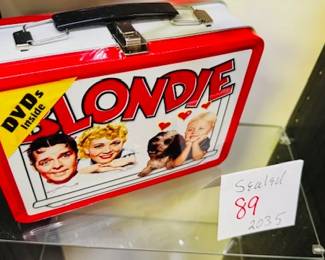 DVDs
Inside
BLONDIE
Sealed
89
2035